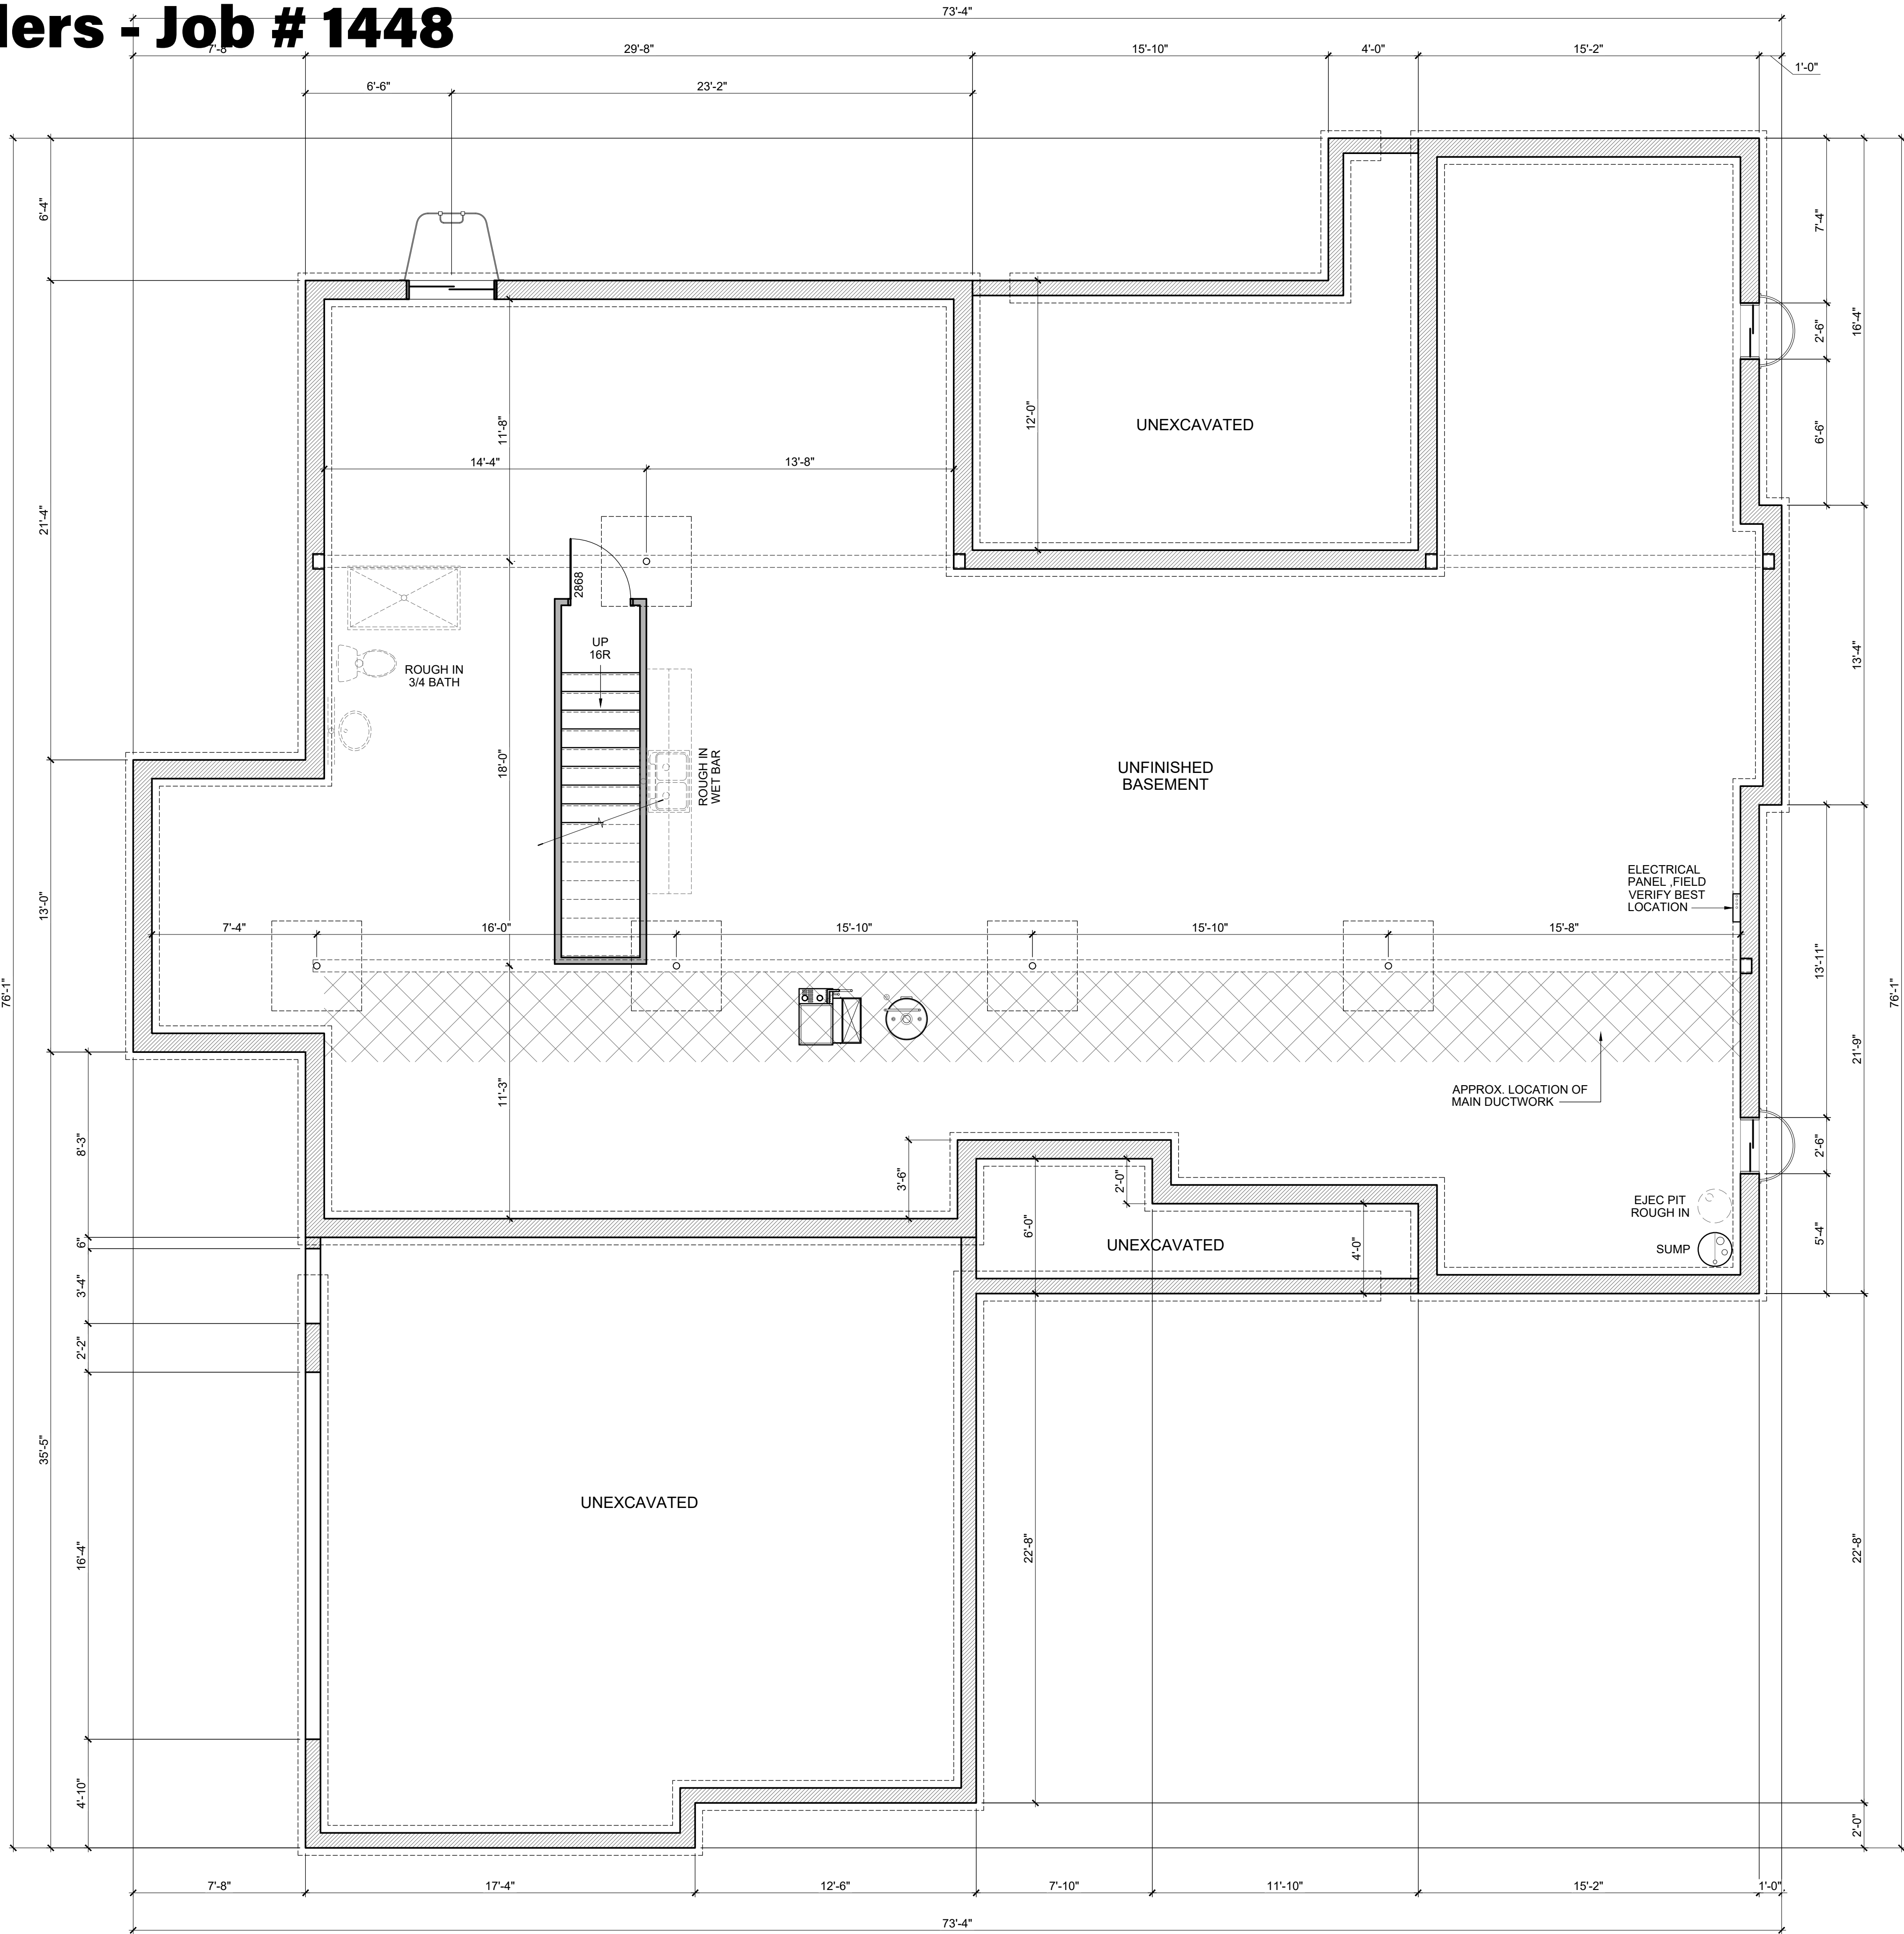 ders - Job # 1448
73'-4"
7'-8"
29'-8"
15'-10"
4'-0"
15'-2"
1'-0"
6'-6"
23'-2"
6'-4"
21'-4"
13'-0"
76'-1"
35'-5"
8'-3"
6"
3'-4"
2'-2"
16'-4"
4'-10"
7'-4"
2'-6"
6'-6"
16'-4"
13'-4"
13'-11"
21'-9"
2'-6"
5'-4"
76'-1"
22'-8"
2'-0"
12'-0"
UNEXCAVATED
11'-8"
14'-4"
13'-8"
2868
UP
16R
ROUGH IN
3/4 BATH
18'-0"
ROUGH IN
WET BAR
UNFINISHED
BASEMENT
ELECTRICAL
PANEL ,FIELD
VERIFY BEST
LOCATION
7'-4"
16'-0"
15'-10"
15'-10"
15'-8"
11'-3"
APPROX. LOCATION OF
MAIN DUCTWORK
3'-6"
2'-0"
6'-0"
4'-0"
UNEXCAVATED
EJEC PIT
ROUGH IN
SUMP
UNEXCAVATED
22'-8"
7'-8"
17'-4"
12'-6"
7'-10"
11'-10"
15'-2"
1'-0"
73'-4"